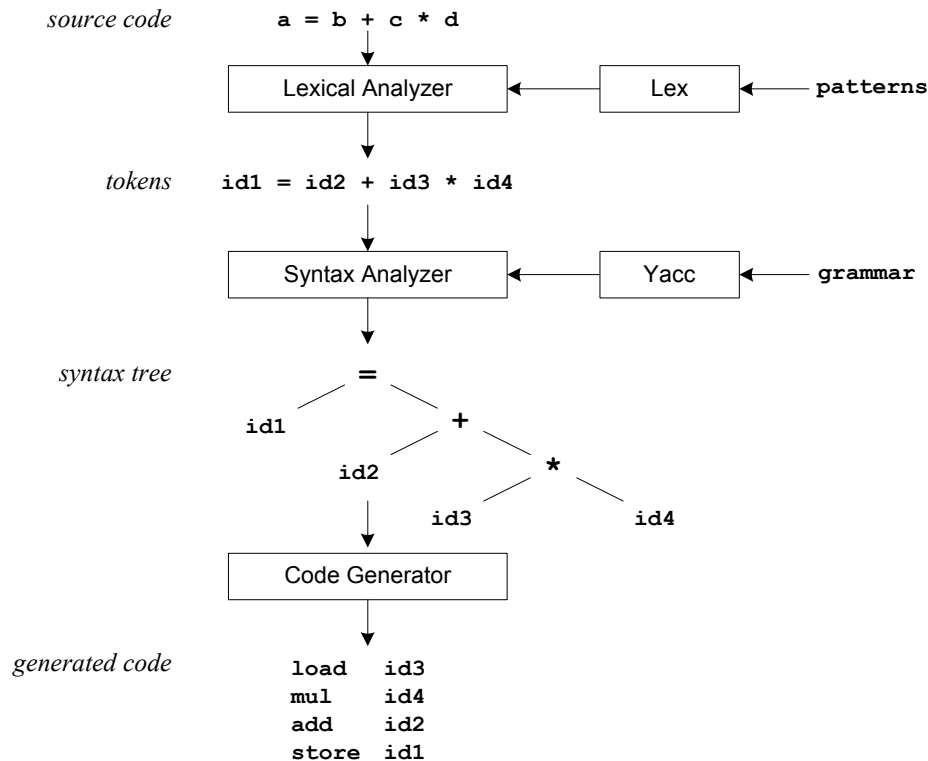 source code a = b + c * d
Lexical Analyzer Lex patterns
tokens id1 = id2 + id3 * id4
Syntax Analyzer Yacc grammar
syntax tree =
id1 +
id2 *
id3 id4
Code Generator
generated code load id3
mul id4
add id2
store id1